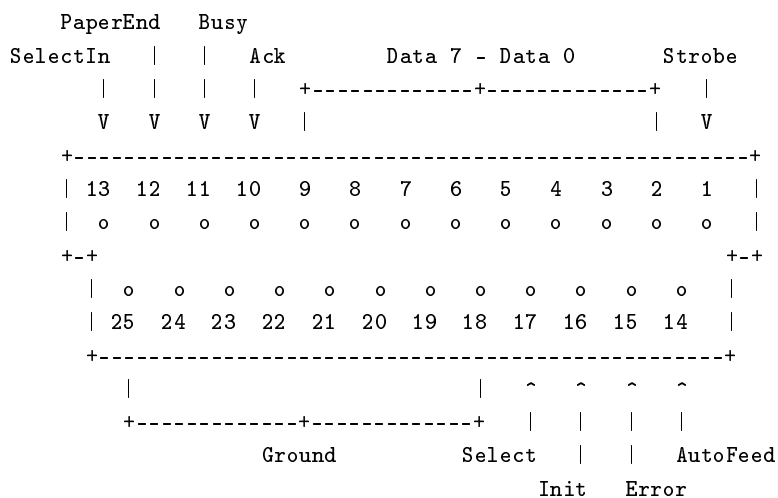 PaperEnd Busy
SelectIn | | Ack Data 7 - Data 0 Strobe
| | | | +-------------+-------------+ |
V V V V | | V
+------------------------------------------------------+
| 13 12 11 10 9 8 7 6 5 4 3 2 1 |
| o o o o o o o o o o o o o |
+-+ +-+
| o o o o o o o o o o o o |
| 25 24 23 22 21 20 19 18 17 16 15 14 |
+--------------------------------------------------+
| | ^ ^ ^ ^
+-------------+-------------+ | | | |
Ground Select | | AutoFeed
Init Error